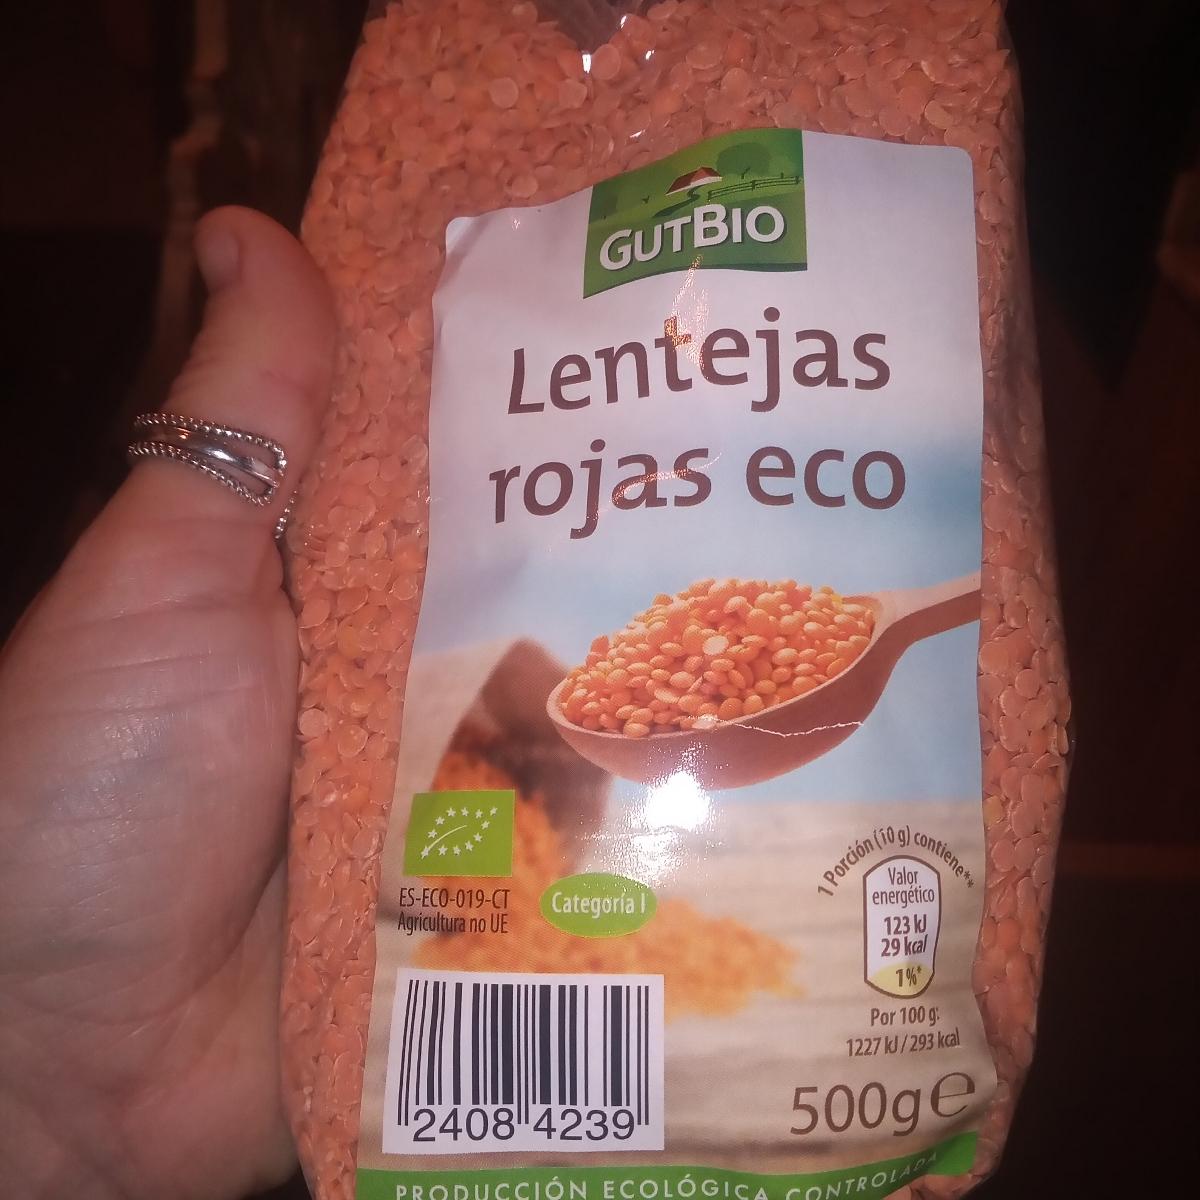 GUTBIO
Lentejas
rojas eco
1 Porción (10 g) contiene**
Valor
energético
123 kJ
29 kcal
1%*
Por 100 g:
1227 kJ / 293 kcal
ES-ECO-019-CT
Agricultura no UE
Categoría I
2408 4239
500g e
PRODUCCIÓN ECOLÓGICA CONTROLADA